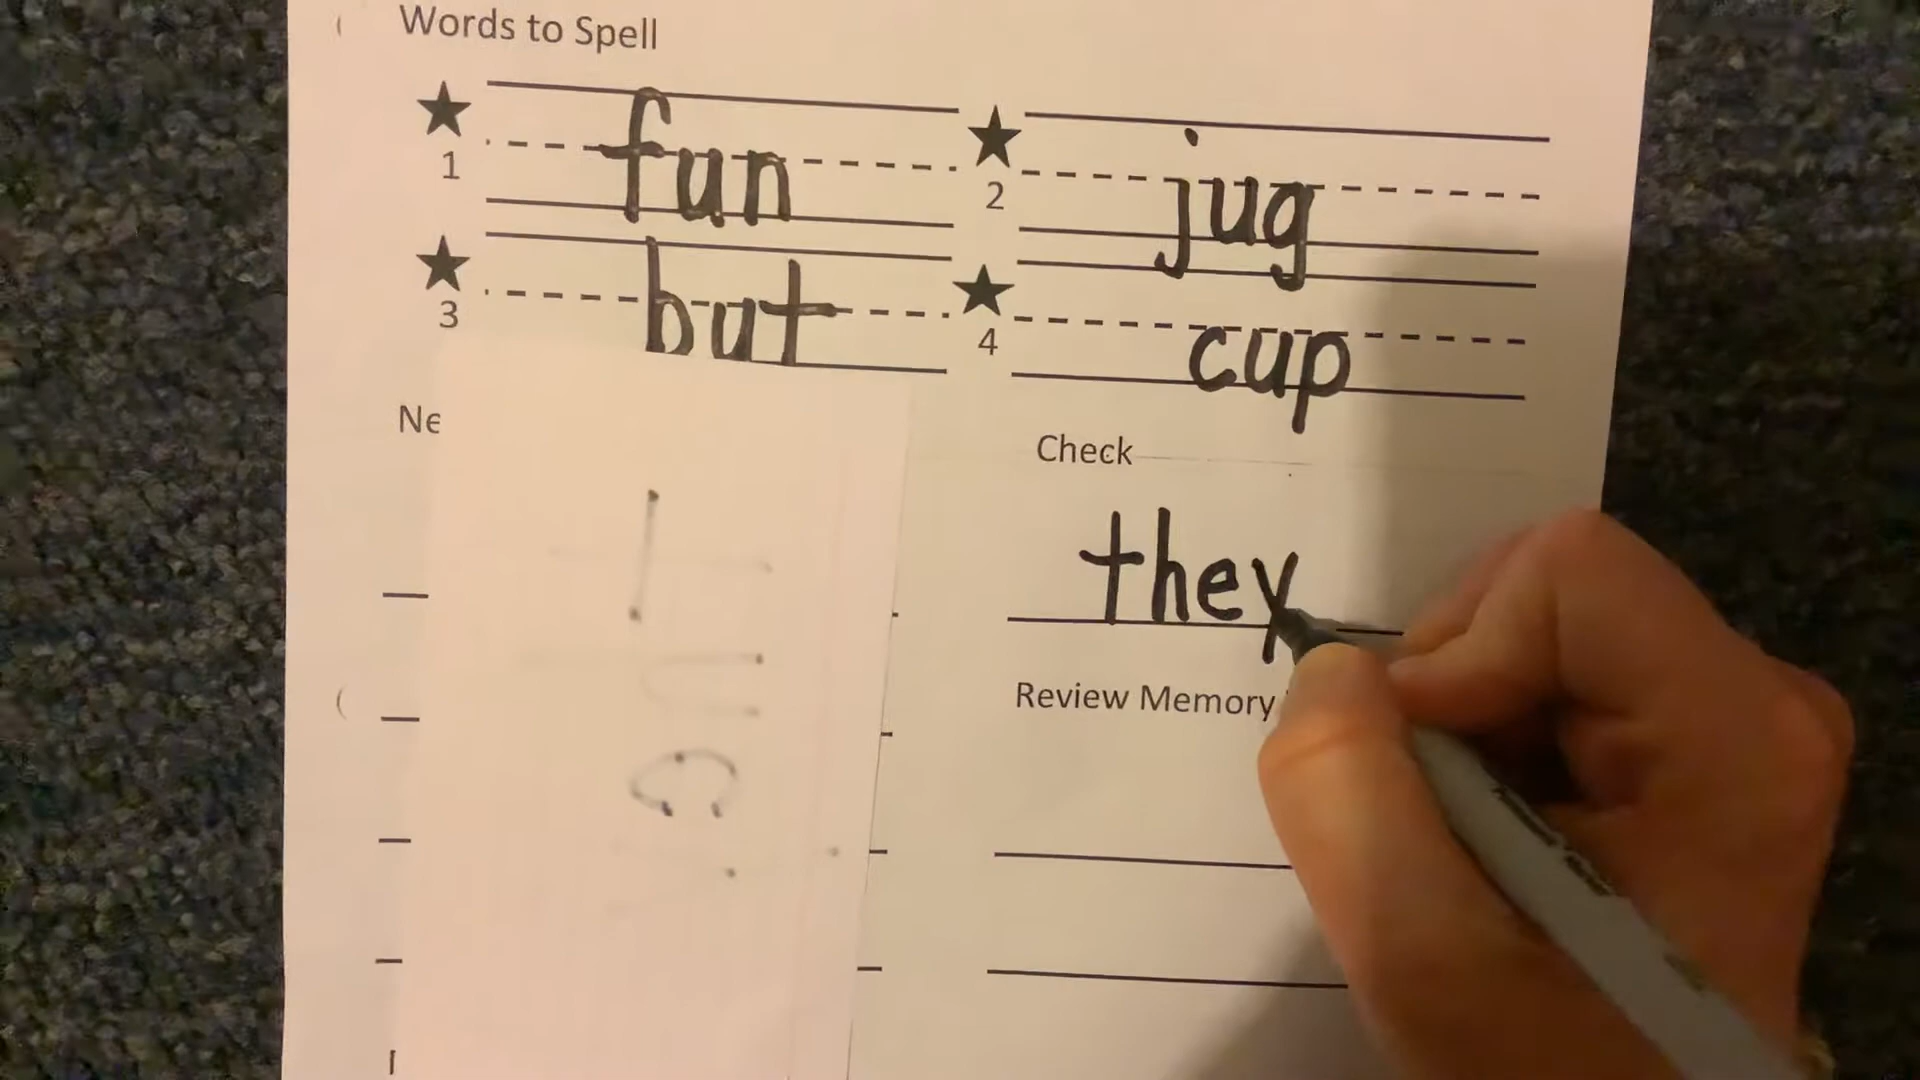 Words to Spell
1 fun 2 jug
3 but 4 cup
Check
they
Review Memory